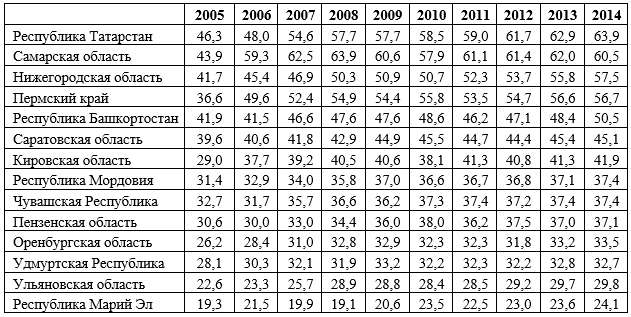 2005 2006 2007 2008 2009 2010 2011 2012 2013 2014
Республика Татарстан 46,3 48,0 54,6 57,7 57,7 58,5 59,0 61,7 62,9 63,9
Самарская область 43,9 59,3 62,5 63,9 60,6 57,9 61,1 61,4 62,0 60,5
Нижегородская область 41,7 45,4 46,9 50,3 50,9 50,7 52,3 53,7 55,8 57,5
Пермский край 36,6 49,6 52,4 54,9 54,4 55,8 53,5 54,7 56,6 56,7
Республика Башкортостан 41,9 41,5 46,6 47,6 47,6 48,6 46,2 47,1 48,4 50,5
Саратовская область 39,6 40,6 41,8 42,9 44,9 45,5 44,7 44,4 45,4 45,1
Кировская область 29,0 37,7 39,2 40,5 40,6 38,1 41,3 40,8 41,3 41,9
Республика Мордовия 31,4 32,9 34,0 35,8 37,0 36,6 36,7 36,8 37,1 37,4
Чувашская Республика 32,7 31,7 35,7 36,6 36,2 37,3 37,4 37,2 37,4 37,4
Пензенская область 30,6 30,0 33,0 34,4 36,0 38,0 36,2 37,5 37,0 37,1
Оренбургская область 26,2 28,4 31,0 32,8 32,9 32,3 32,3 31,8 33,2 33,5
Удмуртская Республика 28,1 30,3 32,1 31,9 33,2 32,2 32,2 32,2 32,8 32,7
Ульяновская область 22,6 23,3 25,7 28,9 28,8 28,4 28,5 29,2 29,7 29,8
Республика Марий Эл 19,3 21,5 19,9 19,1 20,6 23,5 22,5 23,0 23,6 24,1